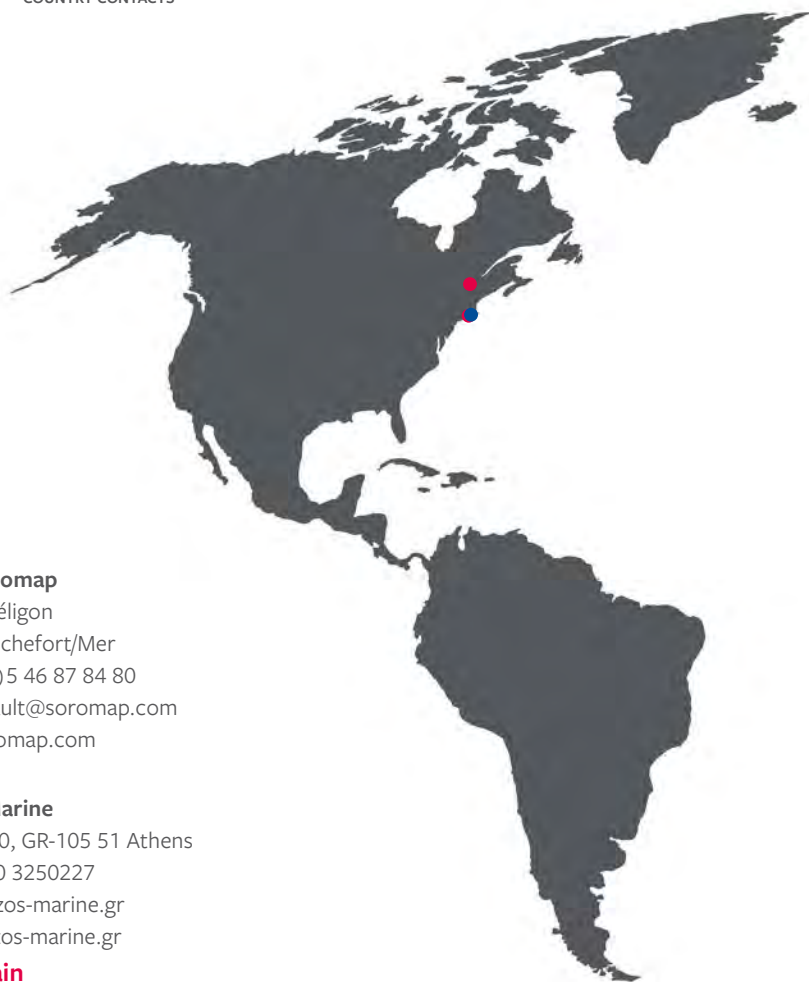 COUNTRY CONTACTS
omap
éligon
chefort/Mer
)5 46 87 84 80
ult@soromap.com
omap.com
arine
0, GR-105 51 Athens
0 3250227
zos-marine.gr
os-marine.gr
ain